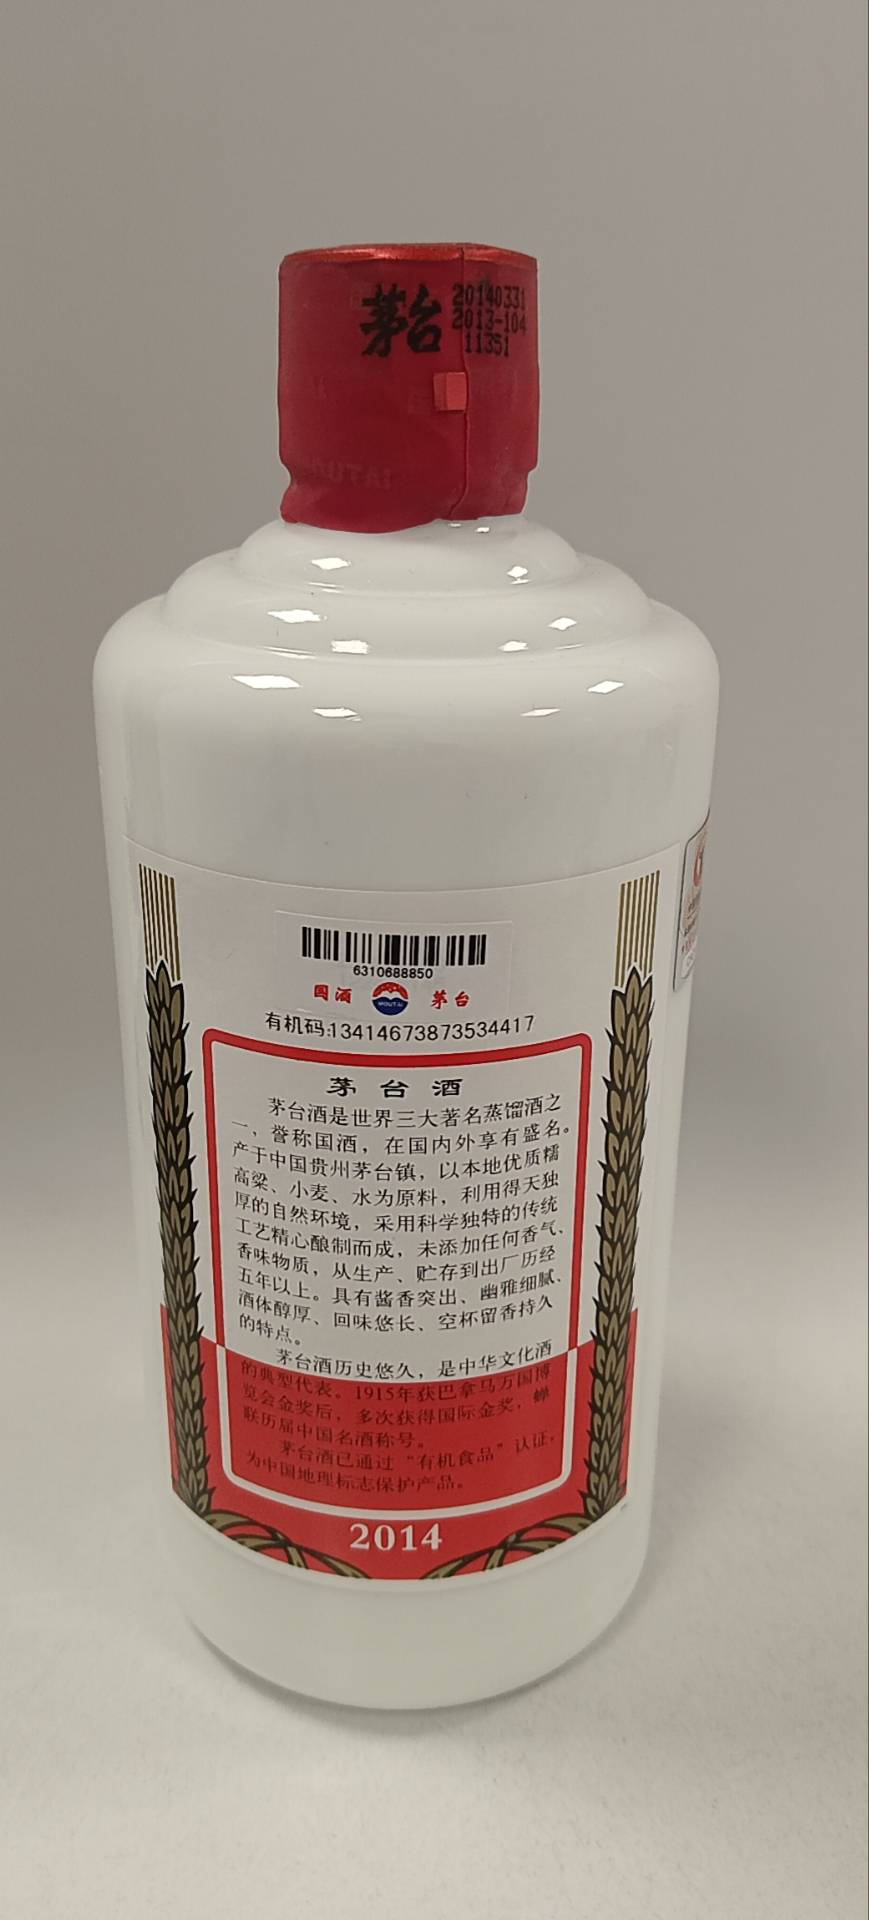 茅台
20140331
2013-104
11351
6310688850
国酒
MOUTAI
茅台
有机码:13414673873534417
茅台酒
茅台酒是世界三大著名蒸馏酒之
一，誉称国酒，在国内外享有盛名。
产于中国贵州茅台镇，以本地优质糯
高粱、小麦、水为原料，利用得天独
厚的自然环境，采用科学独特的传统
工艺精心酿制而成，未添加任何香气、
香味物质，从生产、贮存到出厂历经
五年以上。具有酱香突出、幽雅细腻、
酒体醇厚、回味悠长、空杯留香持久
的特点。
茅台酒历史悠久，是中华文化酒
的典型代表。1915年获巴拿马万国博
览会金奖后，多次获得国际金奖，蝉
联历届中国名酒称号。
茅台酒已通过“有机食品”认证，
为中国地理标志保护产品。
2014